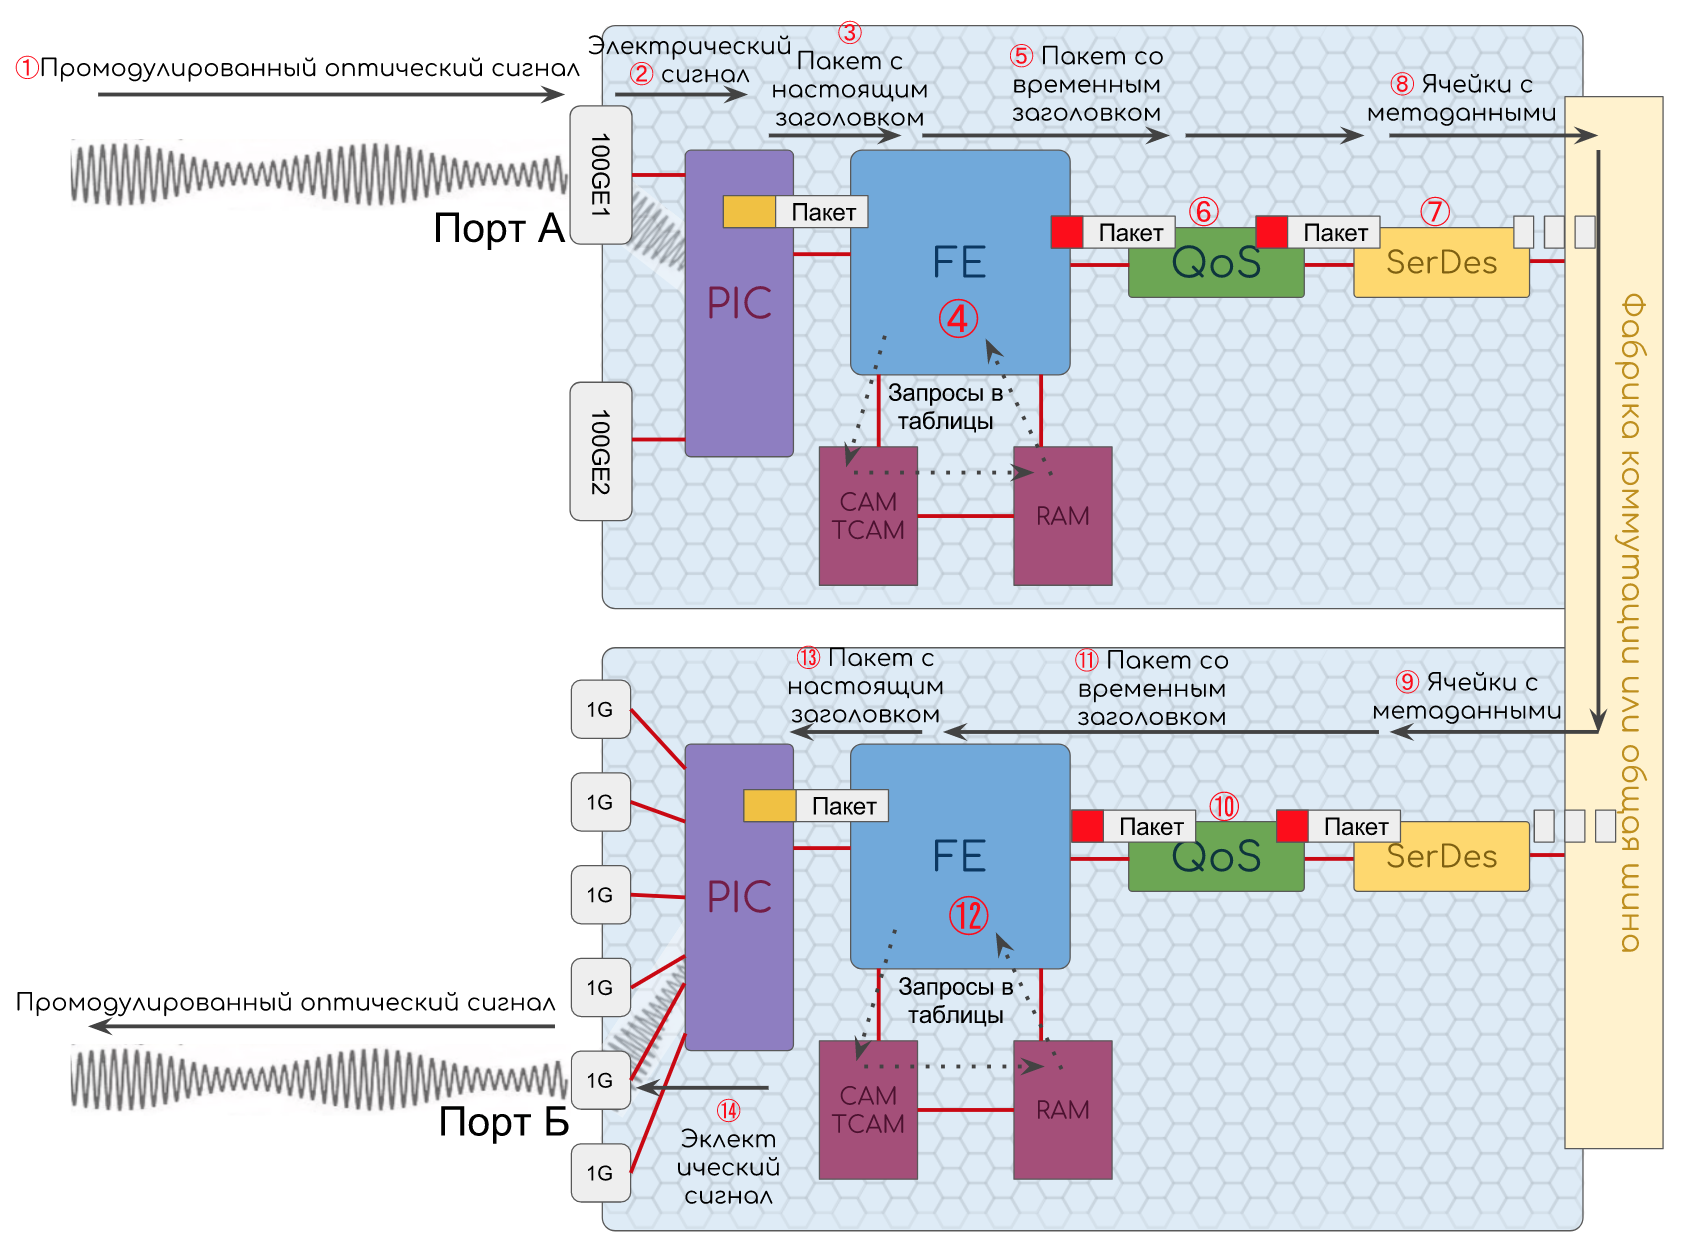 ①Промодулированный оптический сигнал
Электрический
② сигнал
③
Пакет с
настоящим
заголовком
⑤ Пакет со
временным
заголовком
⑧ Ячейки с
метаданными
100GE1
Порт А
Пакет
Пакет
⑥
Пакет
⑦
PIC
FE
④
QoS
SerDes
Запросы в
таблицы
100GE2
CAM
TCAM
RAM
Фабрика коммутации или общая шина
⑬ Пакет с
настоящим
заголовком
⑪ Пакет со
временным
заголовком
⑨ Ячейки с
метаданными
1G
1G
1G
1G
1G
1G
Пакет
Пакет
⑩
Пакет
PIC
FE
⑫
QoS
SerDes
Запросы в
таблицы
CAM
TCAM
RAM
Промодулированный оптический сигнал
Порт Б
⑭
Эклект
ический
сигнал